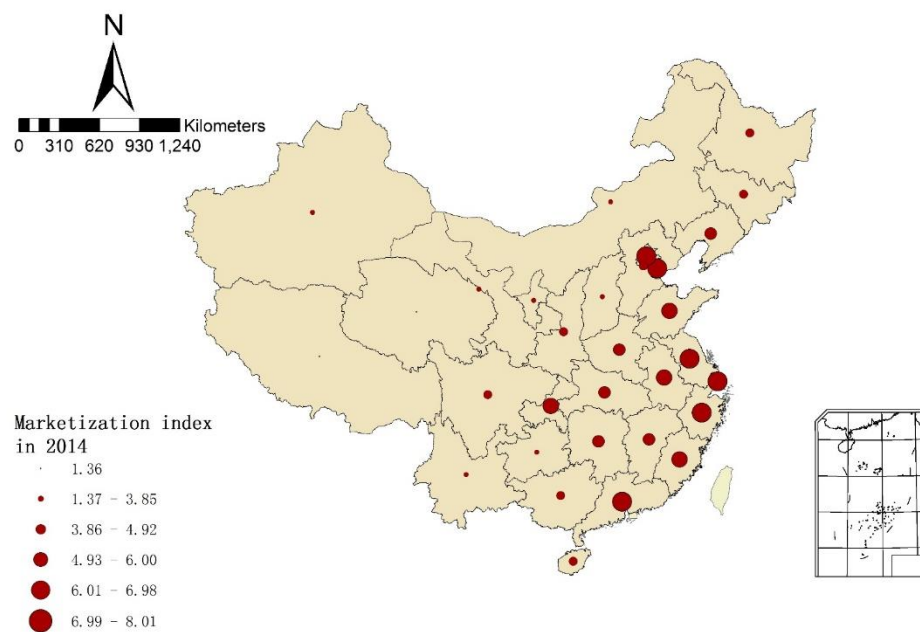 N
Kilometers
0 310 620 930 1,240
Marketization index
in 2014
1.36
1.37 - 3.85
3.86 - 4.92
4.93 - 6.00
6.01 - 6.98
6.99 - 8.01